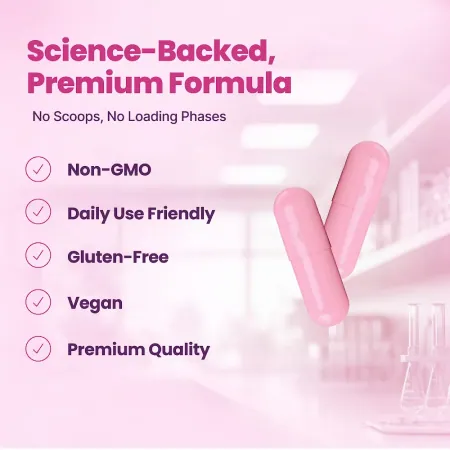 Science-Backed,
Premium Formula
No Scoops, No Loading Phases
Non-GMO
Daily Use Friendly
Gluten-Free
Vegan
Premium Quality